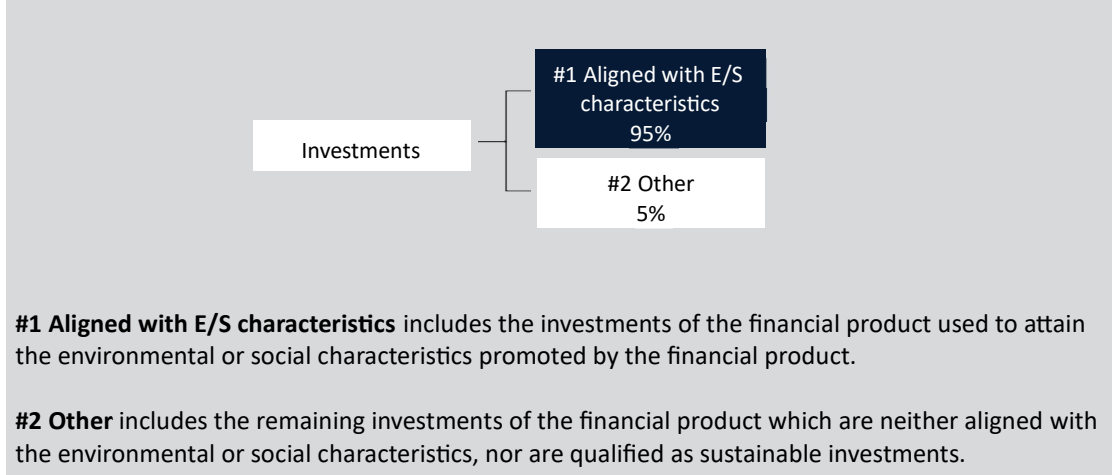 #1 Aligned with E/S
characteristics
95%
Investments
#2 Other
5%
#1 Aligned with E/S characteristics includes the investments of the financial product used to attain
the environmental or social characteristics promoted by the financial product.
#2 Other includes the remaining investments of the financial product which are neither aligned with
the environmental or social characteristics, nor are qualified as sustainable investments.